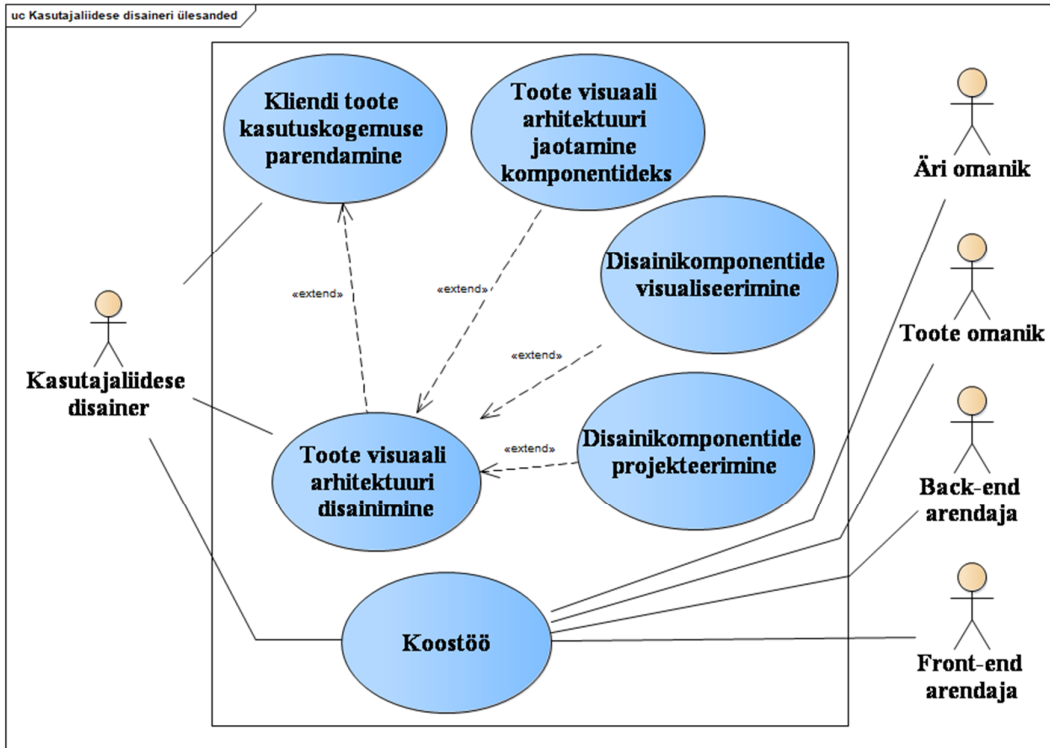 uc Kasutajaliidese disaineri ülesanded
Kliendi toote
kasutuskogemuse
parendamine
Toote visuaali
arhitektuuri
jaotamine
komponentideks
Äri omanik
Disainikomponentide
visualiseerimine
«extend»
«extend»
Toote omanik
«extend»
Kasutajaliidese
disainer
Toote visuaali
arhitektuuri
disainimine
«extend»
Disainikomponentide
projekteerimine
Back-end
arendaja
Koostöö
Front-end
arendaja